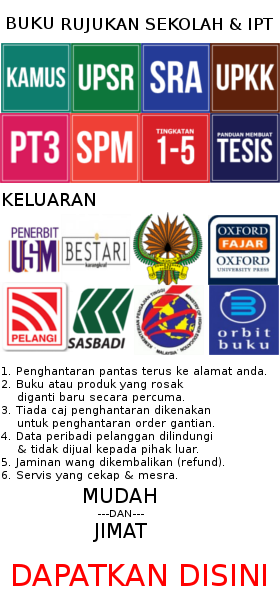 BUKU RUJUKAN SEKOLAH & IPT
KAMUS UPSR SRA UPKK
PT3 SPM TINGKATAN 1-5 PANDUAN MEMBUAT TESIS
KELUARAN
PENERBIT USM
BESTARI
OXFORD
FAJAR
OXFORD
UNIVERSITY PRESS
PELANGI
SASBADI
orbit
buku
1. Penghantaran pantas terus ke alamat anda.
2. Buku atau produk yang rosak
diganti baru secara percuma.
3. Tiada caj penghantaran dikenakan
untuk penghantaran order gantian.
4. Data peribadi pelanggan dilindungi
& tidak dijual kepada pihak luar.
5. Jaminan wang dikembalikan (refund).
6. Servis yang cekap & mesra.
MUDAH
---DAN---
JIMAT
DAPATKAN DISINI